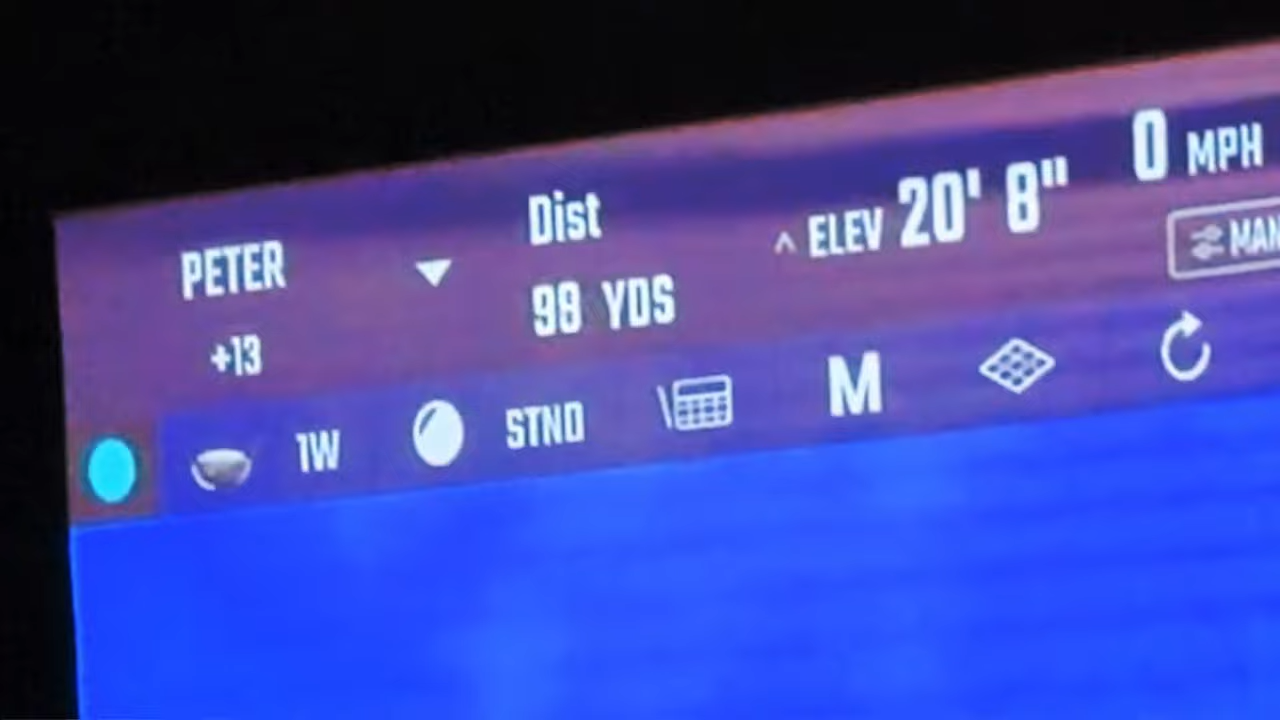 PETER
+13
Dist
98 YDS
ELEV 20' 8"
0 MPH
1W
STND
M